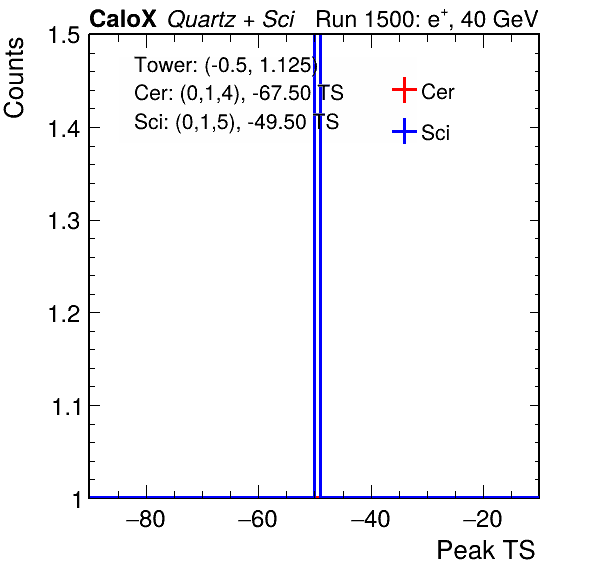 CaloX Quartz + Sci Run 1500: e⁺, 40 GeV
Counts
1.5
1.4
1.3
1.2
1.1
1
Tower: (-0.5, 1.125)
Cer: (0,1,4), -67.50 TS
Sci: (0,1,5), -49.50 TS
Cer
Sci
−80 −60 −40 −20
Peak TS